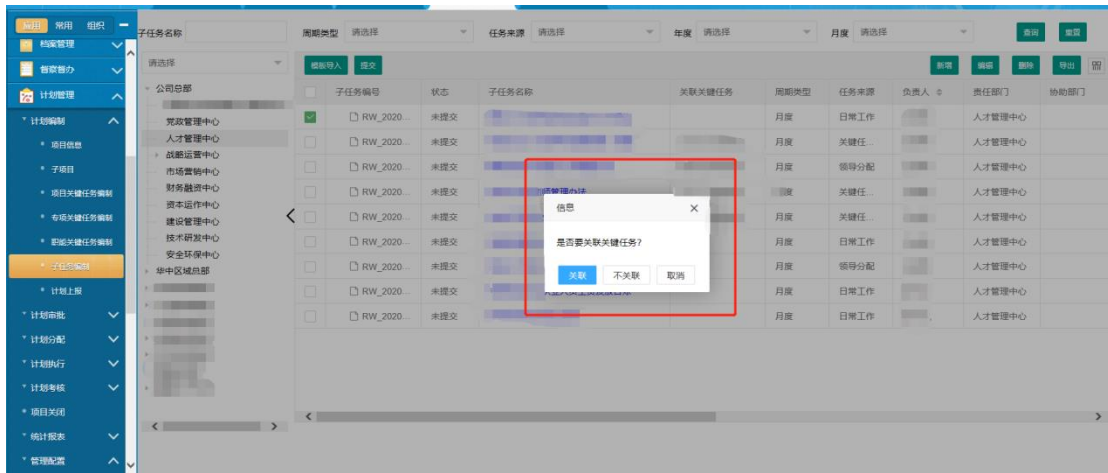 应用 常用 组织
档案管理
督察督办
计划管理
计划编制
项目信息
子项目
项目关键任务编制
专项关键任务编制
职能关键任务编制
子任务编制
计划上报
计划审批
计划分配
计划执行
计划考核
项目关闭
统计报表
管理配置
子任务名称 周期类型 请选择 任务来源 请选择 年度 请选择 月度 请选择 查询 重置
请选择
公司总部
党政管理中心
人才管理中心
战略运营中心
市场营销中心
财务融资中心
资本运作中心
建设管理中心
技术研发中心
安全环保中心
华中区域总部
模板导入 提交 新增 编辑 删除 导出
子任务编号 状态 子任务名称 关联关键任务 周期类型 任务来源 负责人 责任部门 协助部门
RW_2020... 未提交 月度 日常工作 人才管理中心
RW_2020... 未提交 月度 关键任... 人才管理中心
RW_2020... 未提交 月度 领导分配 人才管理中心
RW_2020... 未提交 管理办法 度 关键任... 人才管理中心
RW_2020... 未提交 月度 关键任... 人才管理中心
RW_2020... 未提交 月度 日常工作 人才管理中心
RW_2020... 未提交 月度 领导分配 人才管理中心
RW_2020... 未提交 月度 日常工作 人才管理中心
RW_2020... 未提交 月度 日常工作 人才管理中心
信息
是否要关联关键任务?
关联 不关联 取消